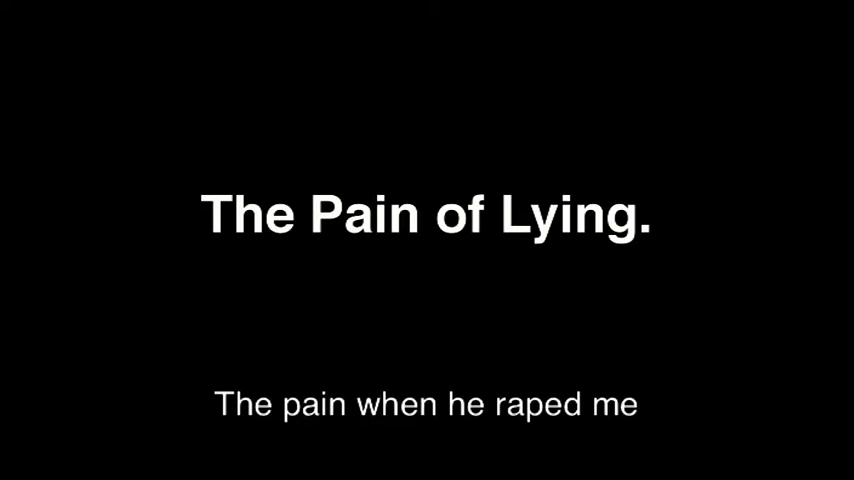 The Pain of Lying.
The pain when he raped me